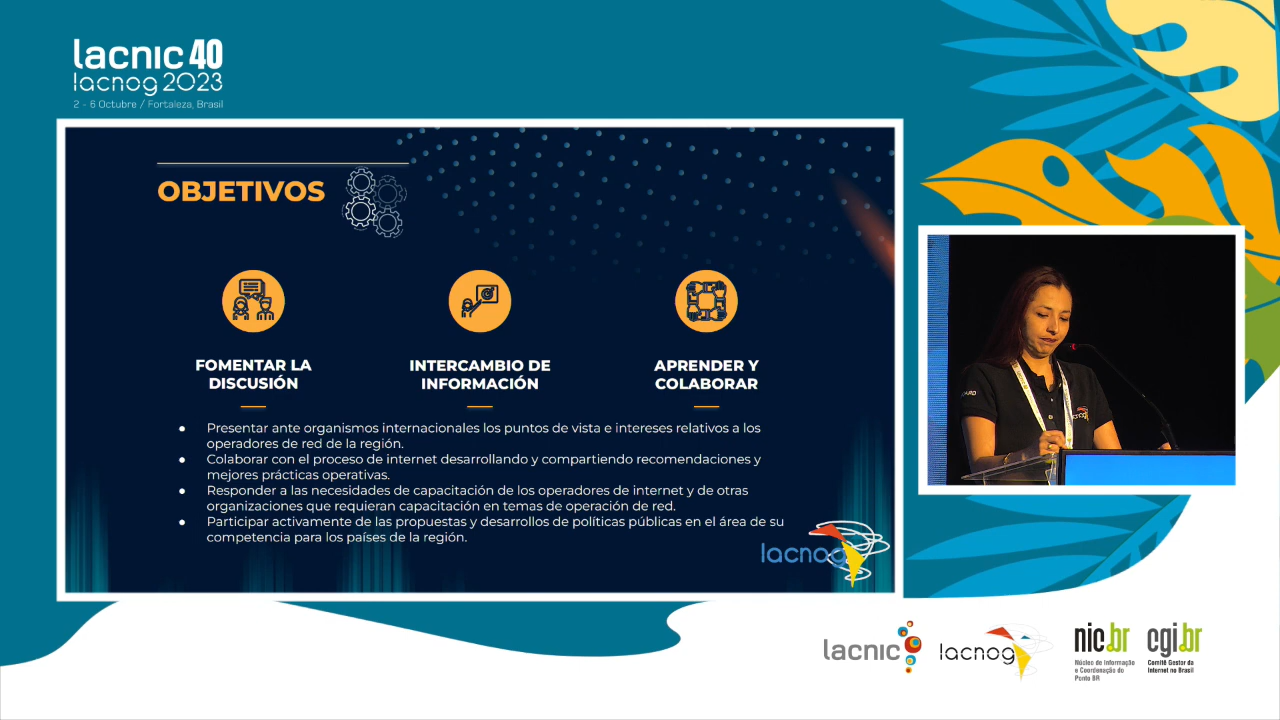 lacnic 40
lacnog 2023
2 - 6 Octubre / Fortaleza, Brasil
OBJETIVOS
FOMENTAR LA
DISCUSIÓN
INTERCAMBIO DE
INFORMACIÓN
APRENDER Y
COLABORAR
● Presentar ante organismos internacionales los puntos de vista e intereses relativos a los
operadores de red de la región.
● Colaborar con el proceso de internet desarrollando y compartiendo recomendaciones y
mejores prácticas operativas.
● Responder a las necesidades de capacitación de los operadores de internet y de otras
organizaciones que requieran capacitación en temas de operación de red.
● Participar activamente de las propuestas y desarrollos de políticas públicas en el área de su
competencia para los países de la región.
lacnog
lacnic
lacnog
nic.br
Núcleo de Informação
e Coordenação do
Ponto BR
cgi.br
Comitê Gestor da
Internet no Brasil